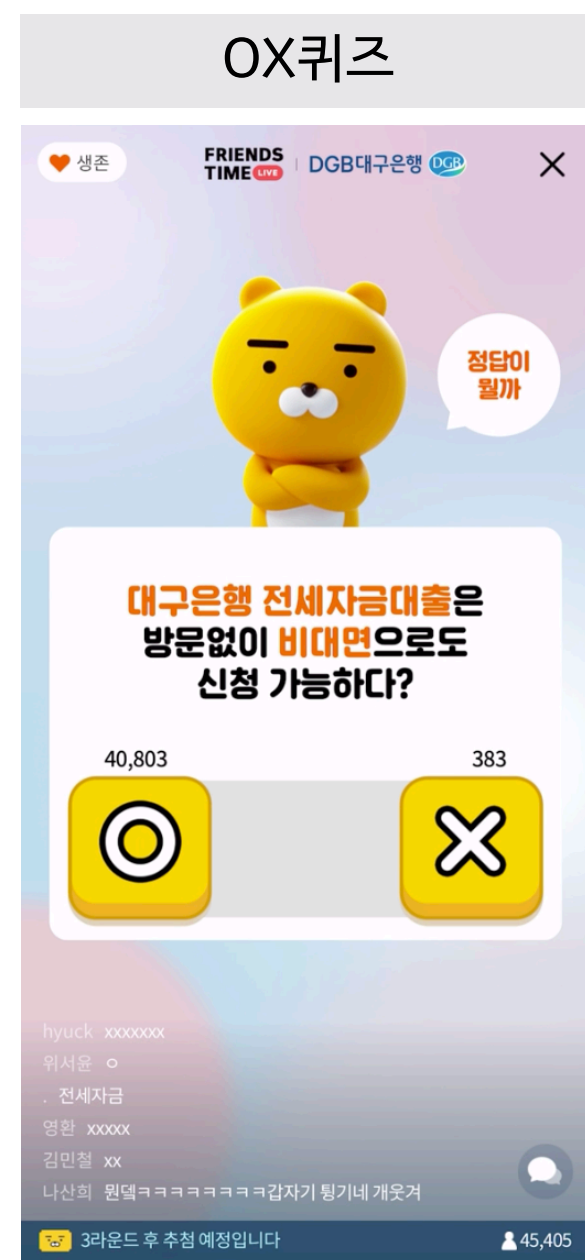 OX퀴즈
생존
FRIENDS
TIME LIVE
DGB대구은행 DGB
정답이
뭘까
대구은행 전세자금대출은
방문없이 비대면으로도
신청 가능하다?
40,803
383
hyuck xxxxxxx
위서윤 ㅇ
. 전세자금
영환 xxxxx
김민철 xx
나산희 뭔뎈ㅋㅋㅋㅋㅋㅋㅋㅋ갑자기 튕기네 개웃겨
3라운드 후 추첨 예정입니다
45,405